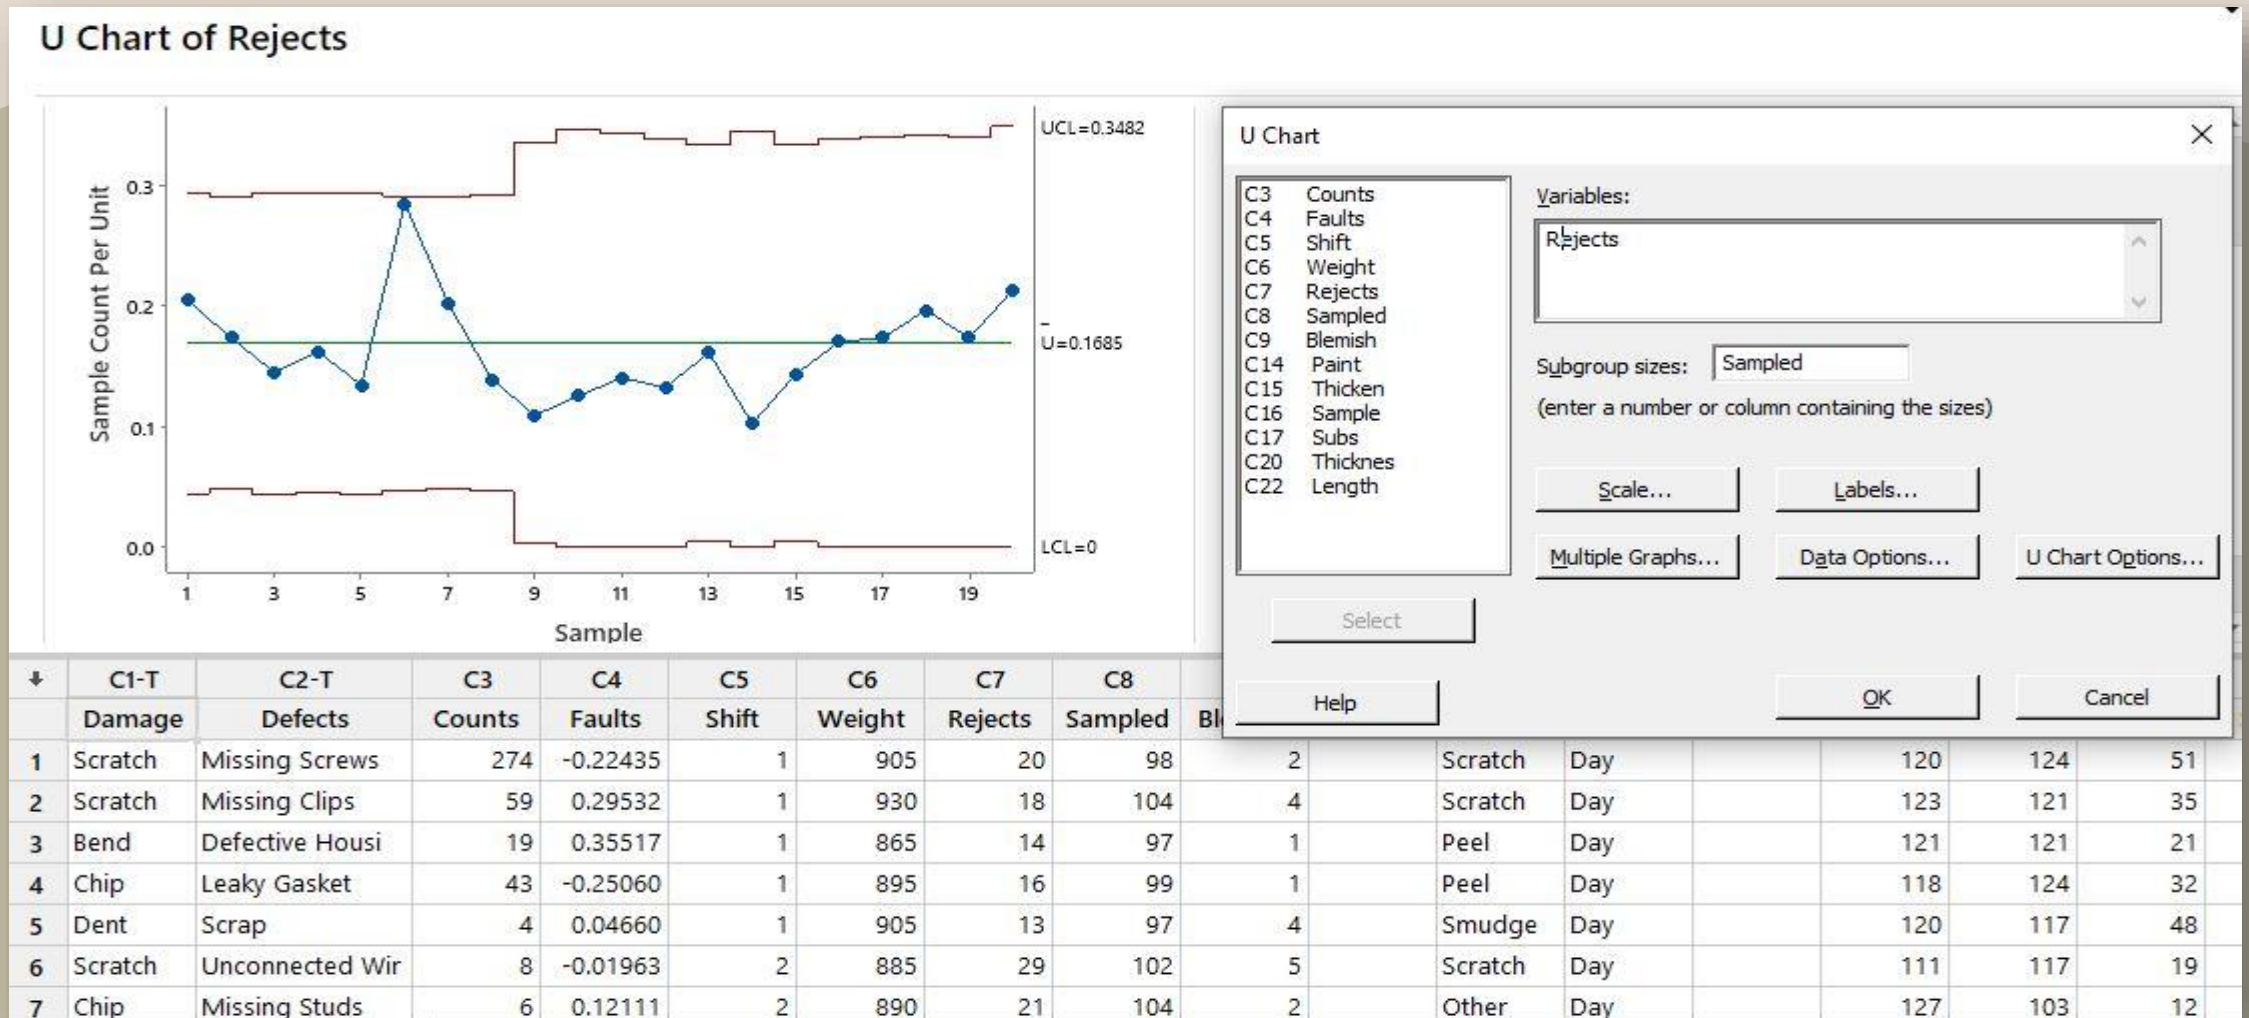 U Chart of Rejects
UCL=0.3482
0.3
0.2
Ū=0.1685
0.1
0.0
LCL=0
Sample Count Per Unit
1 3 5 7 9 11 13 15 17 19
Sample
U Chart
C3 Counts
C4 Faults
C5 Shift
C6 Weight
C7 Rejects
C8 Sampled
C9 Blemish
C14 Paint
C15 Thicken
C16 Sample
C17 Subs
C20 Thicknes
C22 Length
Variables:
Rejects
Subgroup sizes: Sampled
(enter a number or column containing the sizes)
Scale... Labels...
Multiple Graphs... Data Options... U Chart Options...
Select
Help OK Cancel
C1-T C2-T C3 C4 C5 C6 C7 C8
Damage Defects Counts Faults Shift Weight Rejects Sampled
1 Scratch Missing Screws 274 -0.22435 1 905 20 98 2 Scratch Day 120 124 51
2 Scratch Missing Clips 59 0.29532 1 930 18 104 4 Scratch Day 123 121 35
3 Bend Defective Housi 19 0.35517 1 865 14 97 1 Peel Day 121 121 21
4 Chip Leaky Gasket 43 -0.25060 1 895 16 99 1 Peel Day 118 124 32
5 Dent Scrap 4 0.04660 1 905 13 97 4 Smudge Day 120 117 48
6 Scratch Unconnected Wir 8 -0.01963 2 885 29 102 5 Scratch Day 111 117 19
7 Chip Missing Studs 6 0.12111 2 890 21 104 2 Other Day 127 103 12